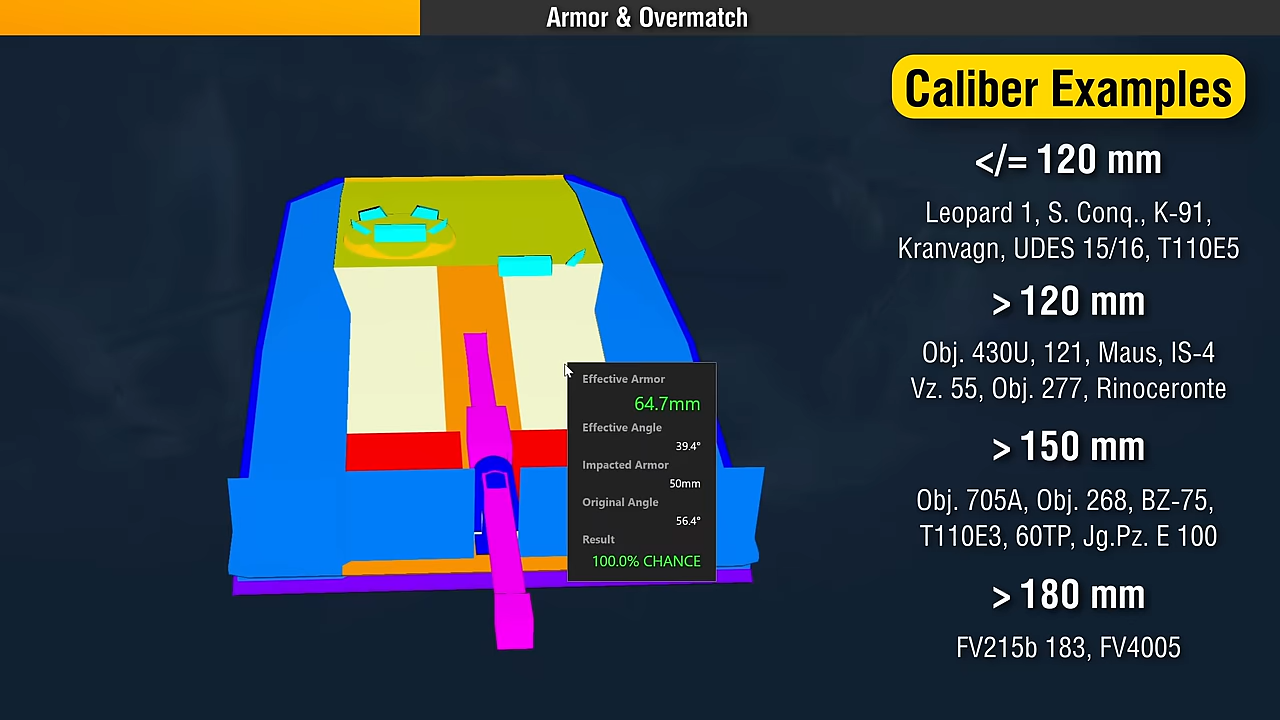 Armor & Overmatch
Caliber Examples
</= 120 mm
Leopard 1, S. Conq., K-91,
Kranvagn, UDES 15/16, T110E5
> 120 mm
Obj. 430U, 121, Maus, IS-4
Vz. 55, Obj. 277, Rinoceronte
> 150 mm
Obj. 705A, Obj. 268, BZ-75,
T110E3, 60TP, Jg.Pz. E 100
> 180 mm
FV215b 183, FV4005
Effective Armor
64.7mm
Effective Angle
39.4°
Impacted Armor
50mm
Original Angle
56.4°
Result
100.0% CHANCE